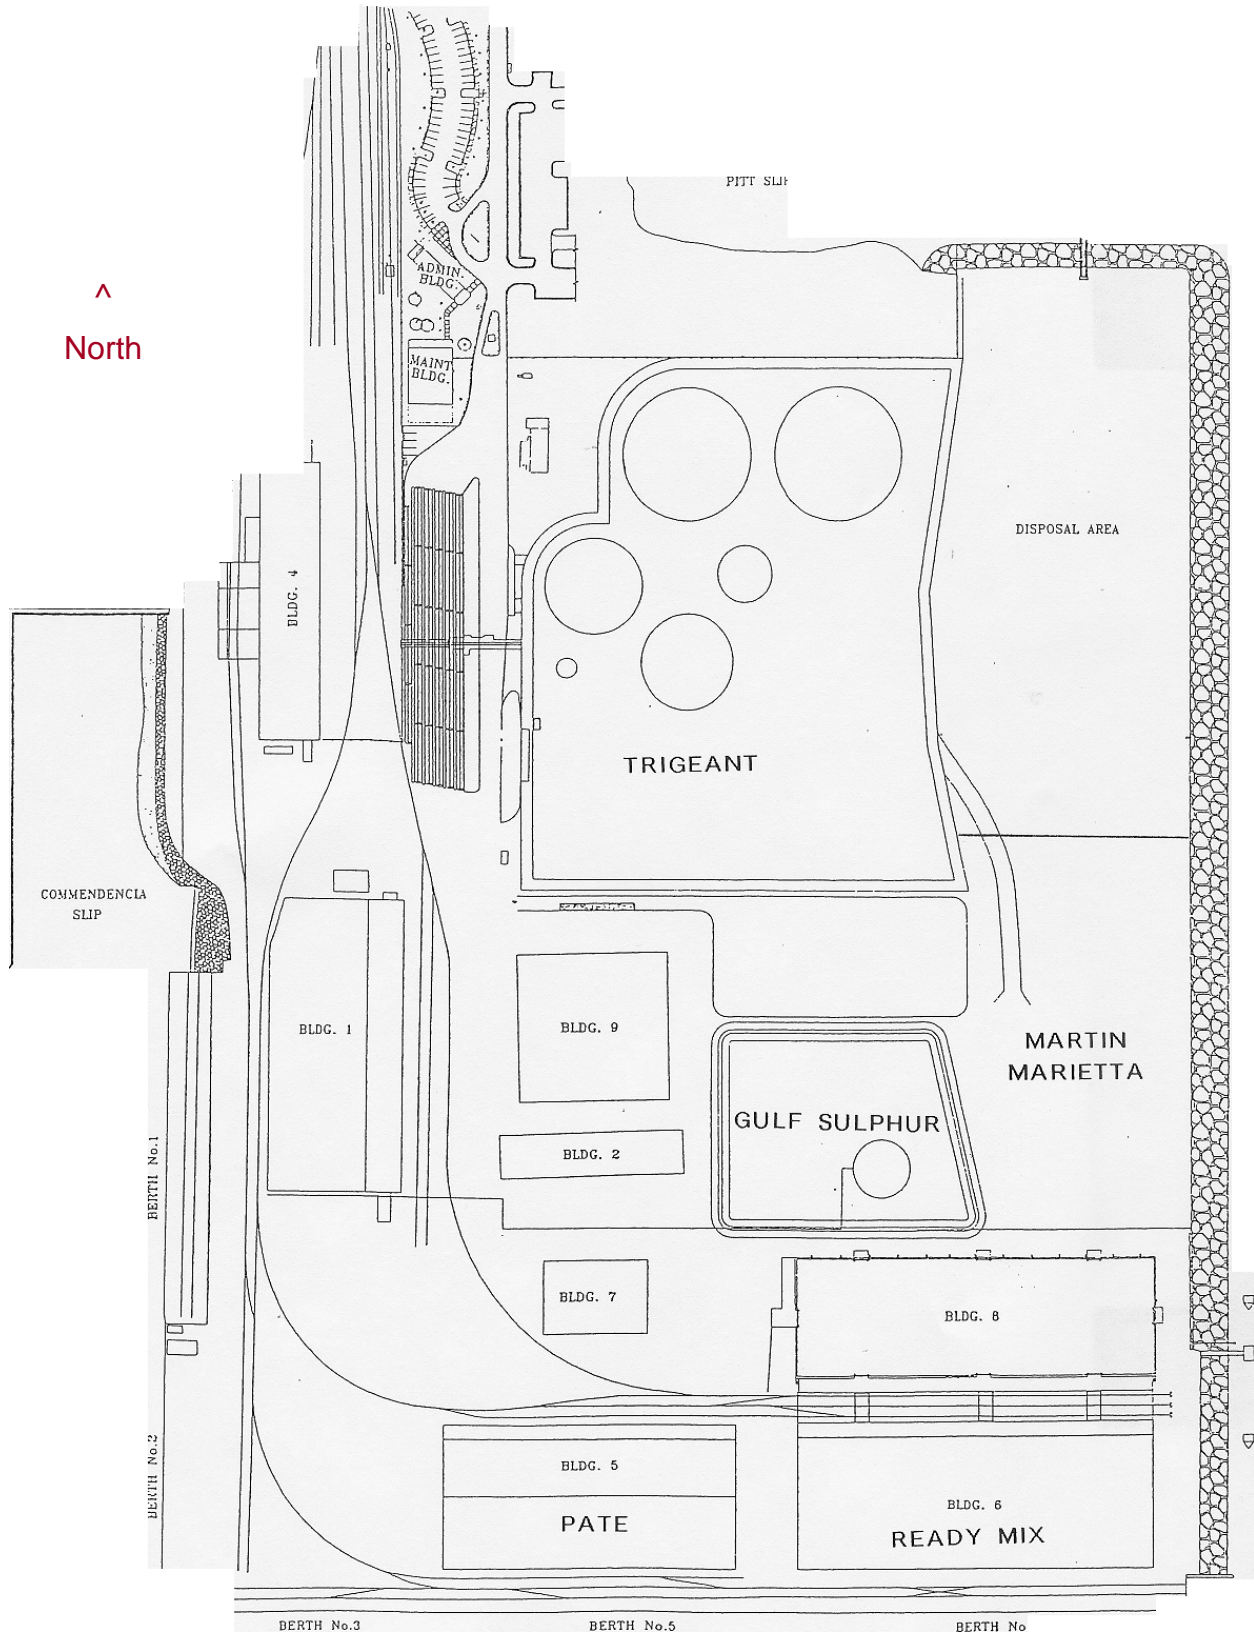 PITT SLIP
^
North
ADMIN.
BLDG.
MAINT
BLDG.
DISPOSAL AREA
BLDG. 4
TRIGEANT
COMMENDENCIA
SLIP
BLDG. 1
BLDG. 9
MARTIN
MARIETTA
GULF SULPHUR
BLDG. 2
BERTH No.1
BLDG. 7
BLDG. 8
BERTH No.2
BLDG. 5
PATE
BLDG. 6
READY MIX
BERTH No.3
BERTH No.5
BERTH No